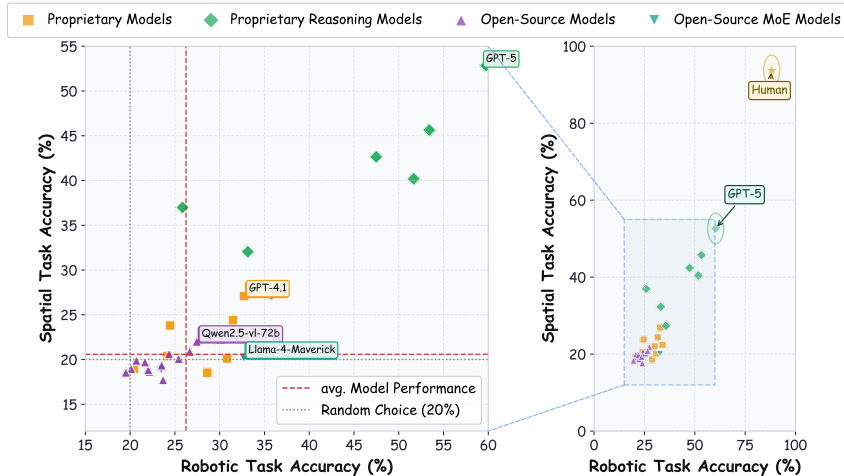 Proprietary Models
Proprietary Reasoning Models
Open-Source Models
Open-Source MoE Models
Spatial Task Accuracy (%)
55
50
45
40
35
30
25
20
15
GPT-5
GPT-4.1
Qwen2.5-vl-72b
Llama-4-Maverick
avg. Model Performance
Random Choice (20%)
15 20 25 30 35 40 45 50 55 60
Robotic Task Accuracy (%)
Spatial Task Accuracy (%)
100
80
60
40
20
0
Human
GPT-5
0 25 50 75 100
Robotic Task Accuracy (%)